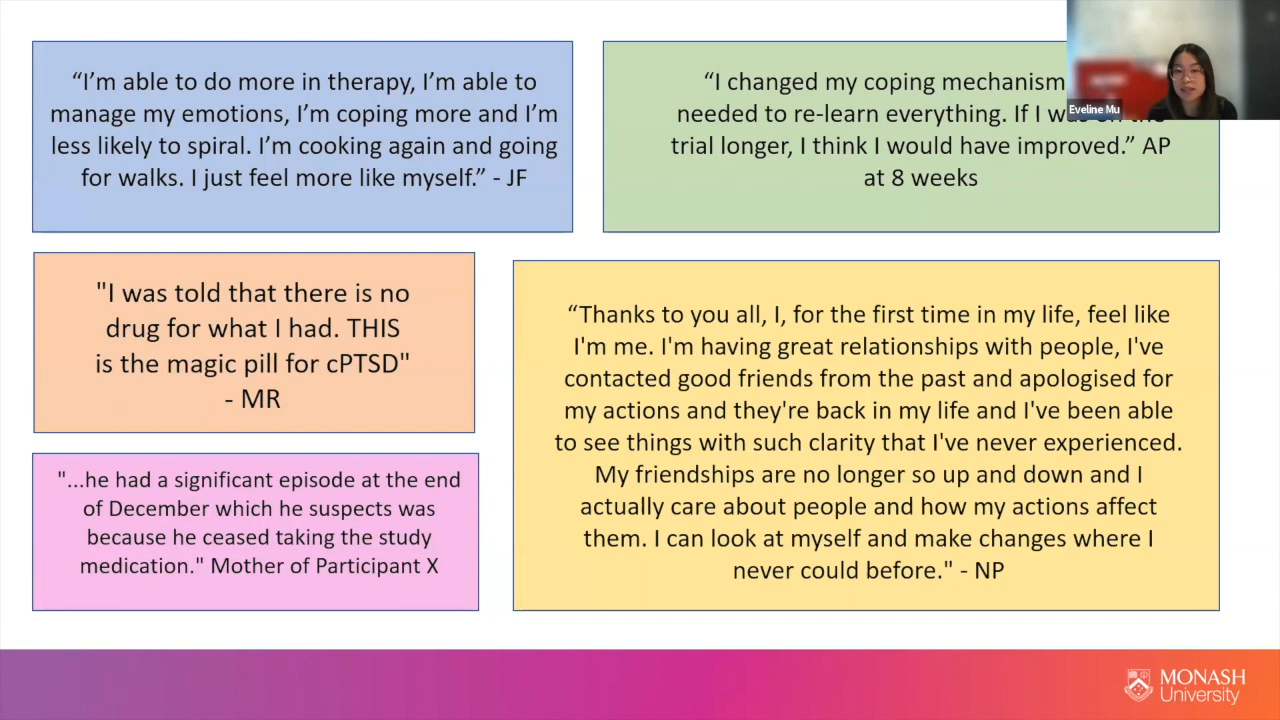 “I’m able to do more in therapy, I’m able to
manage my emotions, I’m coping more and I’m
less likely to spiral. I’m cooking again and going
for walks. I just feel more like myself.” - JF
“I changed my coping mechanism
needed to re-learn everything. If I was on the
trial longer, I think I would have improved.” AP
at 8 weeks
Eveline Mu
"I was told that there is no
drug for what I had. THIS
is the magic pill for cPTSD"
- MR
"...he had a significant episode at the end
of December which he suspects was
because he ceased taking the study
medication." Mother of Participant X
“Thanks to you all, I, for the first time in my life, feel like
I'm me. I'm having great relationships with people, I've
contacted good friends from the past and apologised for
my actions and they're back in my life and I've been able
to see things with such clarity that I've never experienced.
My friendships are no longer so up and down and I
actually care about people and how my actions affect
them. I can look at myself and make changes where I
never could before." - NP
MONASH
University